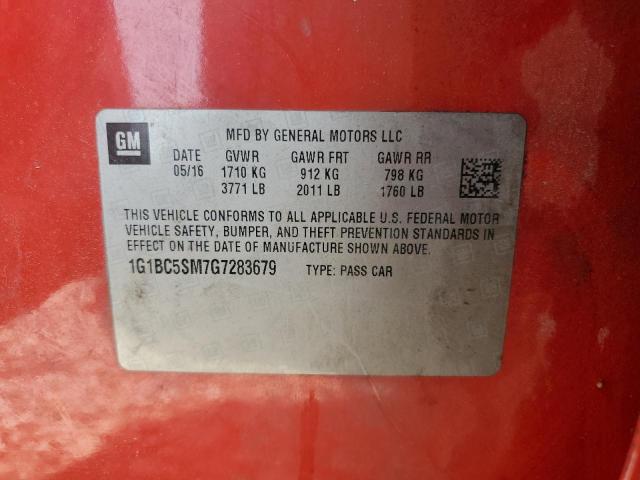 GM
MFD BY GENERAL MOTORS LLC
DATE GVWR GAWR FRT GAWR RR
05/16 1710 KG 912 KG 798 KG
3771 LB 2011 LB 1760 LB
THIS VEHICLE CONFORMS TO ALL APPLICABLE U.S. FEDERAL MOTOR
VEHICLE SAFETY, BUMPER, AND THEFT PREVENTION STANDARDS IN
EFFECT ON THE DATE OF MANUFACTURE SHOWN ABOVE.
1G1BC5SM7G7283679 TYPE: PASS CAR